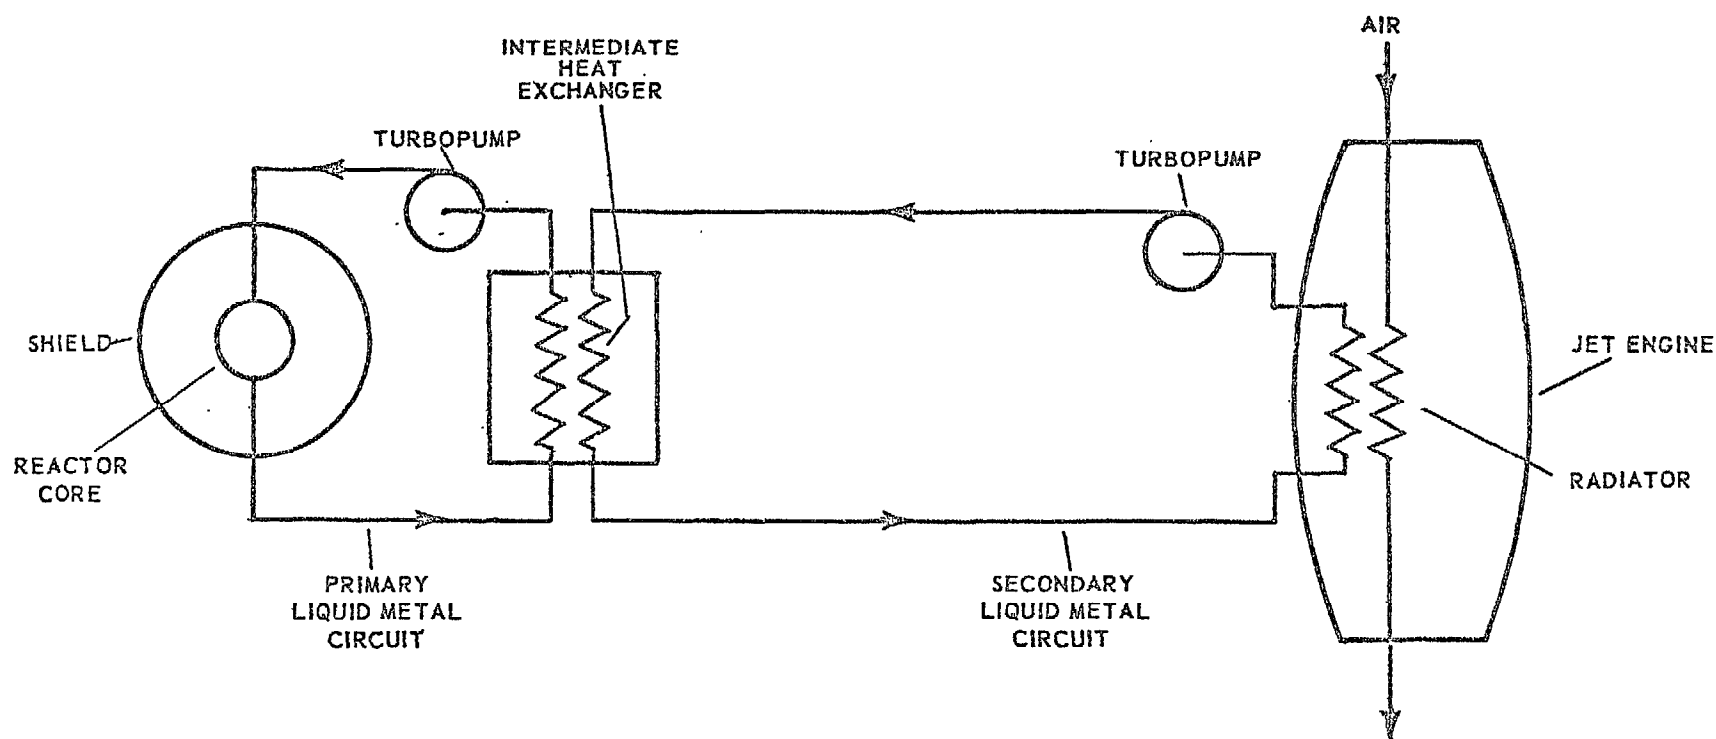 AIR
INTERMEDIATE
HEAT
EXCHANGER
TURBOPUMP
TURBOPUMP
SHIELD
JET ENGINE
REACTOR
CORE
RADIATOR
PRIMARY
LIQUID METAL
CIRCUIT
SECONDARY
LIQUID METAL
CIRCUIT